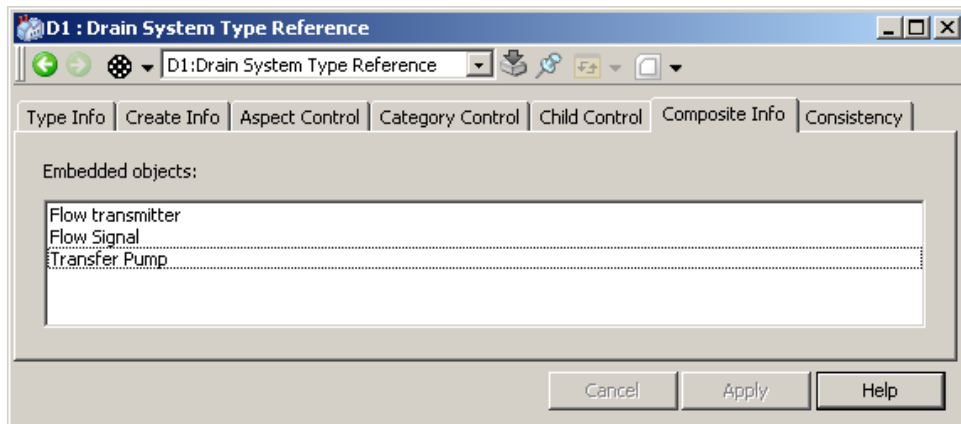 D1 : Drain System Type Reference
D1:Drain System Type Reference
Type Info Create Info Aspect Control Category Control Child Control Composite Info Consistency
Embedded objects:
Flow transmitter
Flow Signal
Transfer Pump
Cancel Apply Help